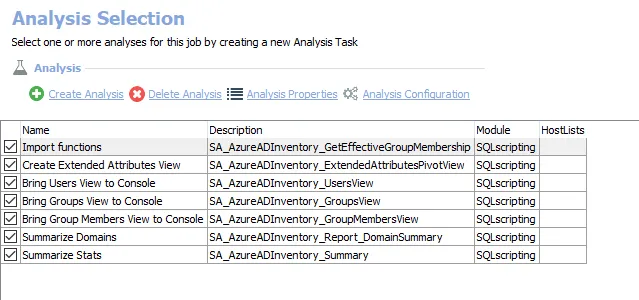 Analysis Selection
Select one or more analyses for this job by creating a new Analysis Task
Analysis
Create Analysis Delete Analysis Analysis Properties Analysis Configuration
Name Description Module HostLists
Import functions SA_AzureADInventory_GetEffectiveGroupMembership SQLscripting
Create Extended Attributes View SA_AzureADInventory_ExtendedAttributesPivotView SQLscripting
Bring Users View to Console SA_AzureADInventory_UsersView SQLscripting
Bring Groups View to Console SA_AzureADInventory_GroupsView SQLscripting
Bring Group Members View to Console SA_AzureADInventory_GroupMembersView SQLscripting
Summarize Domains SA_AzureADInventory_Report_DomainSummary SQLscripting
Summarize Stats SA_AzureADInventory_Summary SQLscripting